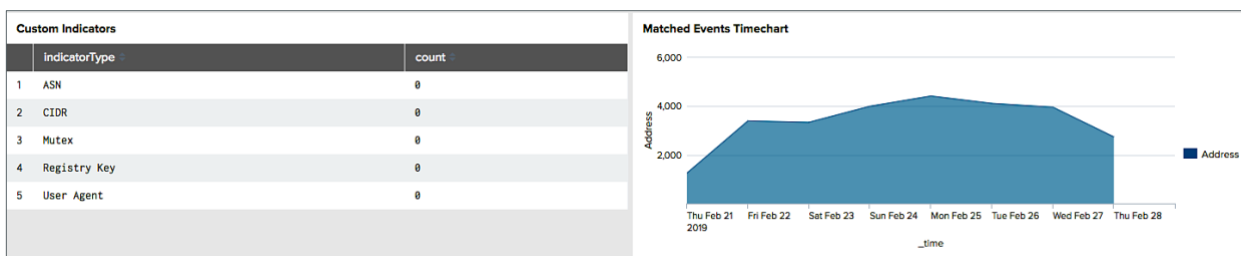 Custom Indicators
indicatorType count
1 ASN 0
2 CIDR 0
3 Mutex 0
4 Registry Key 0
5 User Agent 0
Matched Events Timechart
6,000
4,000
2,000
Address
Thu Feb 21 Fri Feb 22 Sat Feb 23 Sun Feb 24 Mon Feb 25 Tue Feb 26 Wed Feb 27 Thu Feb 28
2019
_time
Address